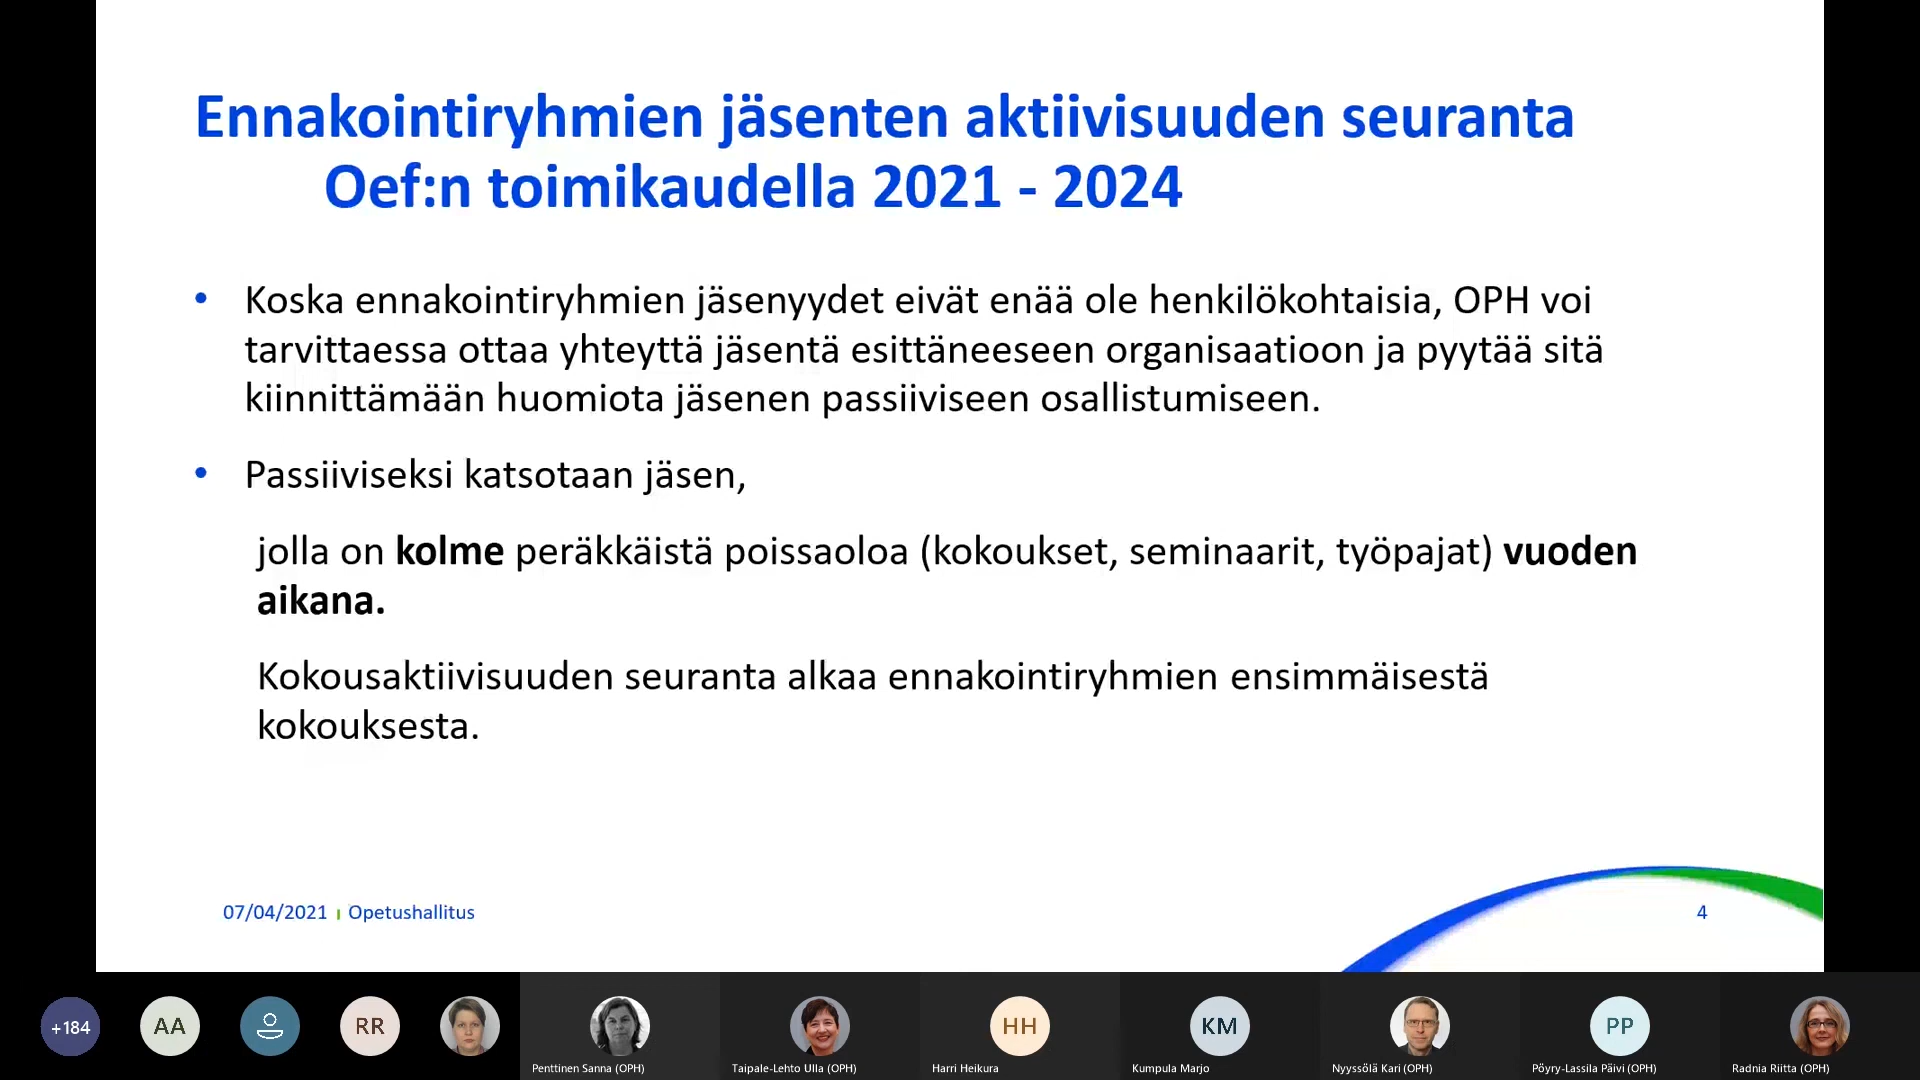 Ennakointiryhmien jäsenten aktiivisuuden seuranta
Oef:n toimikaudella 2021 - 2024
• Koska ennakointiryhmien jäsenyydet eivät enää ole henkilökohtaisia, OPH voi
tarvittaessa ottaa yhteyttä jäsentä esittäneeseen organisaatioon ja pyytää sitä
kiinnittämään huomiota jäsenen passiiviseen osallistumiseen.
• Passiiviseksi katsotaan jäsen,
jolla on kolme peräkkäistä poissaoloa (kokoukset, seminaarit, työpajat) vuoden
aikana.
Kokousaktiivisuuden seuranta alkaa ennakointiryhmien ensimmäisestä
kokouksesta.
07/04/2021 Opetushallitus 4
+184 AA RR HH KM PP
Penttinen Sanna (OPH) Taipale-Lehto Ulla (OPH) Harri Heikura Kumpula Marjo Nyyssölä Kari (OPH) Pöyry-Lassila Päivi (OPH) Radnia Riitta (OPH)